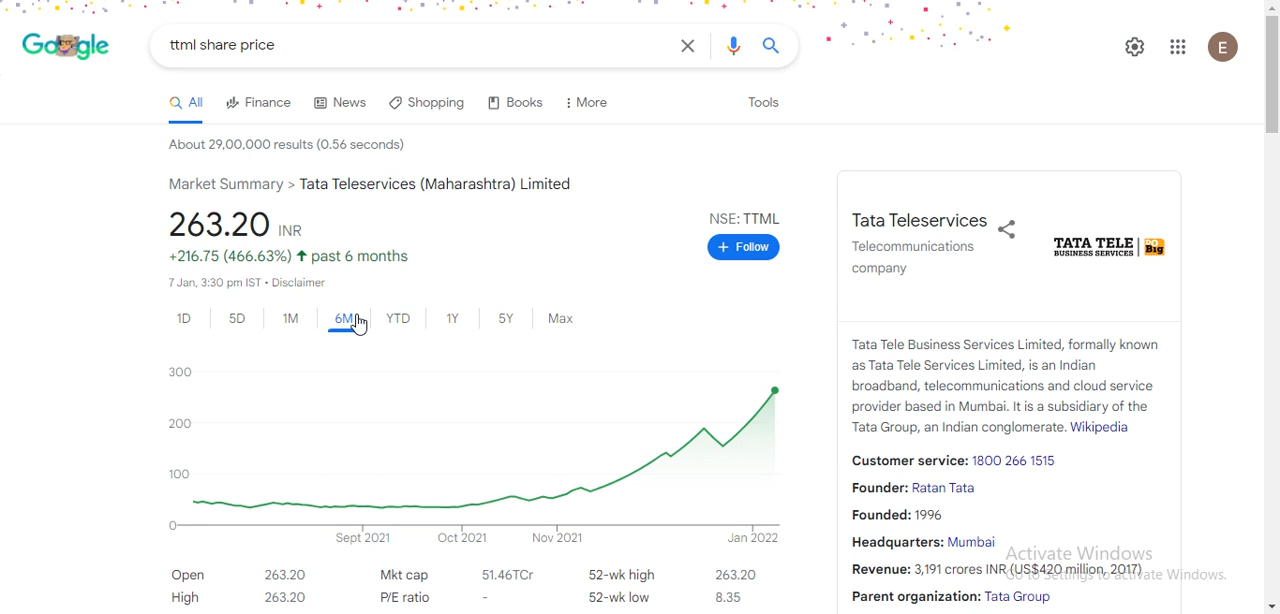 Google
ttml share price
E
All Finance News Shopping Books More Tools
About 29,00,000 results (0.56 seconds)
Market Summary > Tata Teleservices (Maharashtra) Limited
263.20 INR
+216.75 (466.63%) ↑ past 6 months
7 Jan, 3:30 pm IST • Disclaimer
NSE: TTML
+ Follow
1D 5D 1M 6M YTD 1Y 5Y Max
300
200
100
0
Sept 2021 Oct 2021 Nov 2021 Jan 2022
Open 263.20 Mkt cap 51.46TCr 52-wk high 263.20
High 263.20 P/E ratio - 52-wk low 8.35
Tata Teleservices
Telecommunications
company
TATA TELE
BUSINESS SERVICES
DO
BIG
Tata Tele Business Services Limited, formally known
as Tata Tele Services Limited, is an Indian
broadband, telecommunications and cloud service
provider based in Mumbai. It is a subsidiary of the
Tata Group, an Indian conglomerate. Wikipedia
Customer service: 1800 266 1515
Founder: Ratan Tata
Founded: 1996
Headquarters: Mumbai
Revenue: 3,191 crores INR (US$420 million, 2017)
Parent organization: Tata Group
Activate Windows
Go to Settings to activate Windows.